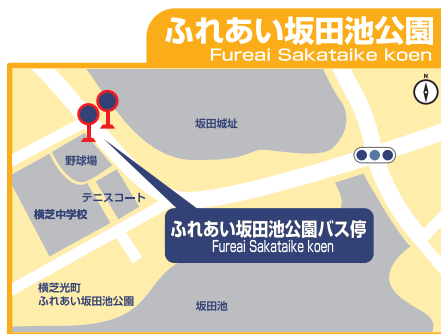 ふれあい坂田池公園
Fureai Sakataike koen
N
坂田城址
野球場
テニスコート
横芝中学校
ふれあい坂田池公園バス停
Fureai Sakataike koen
横芝光町
ふれあい坂田池公園
坂田池